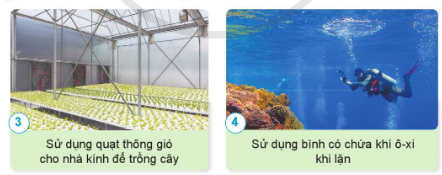 3
Sử dụng quạt thông gió
cho nhà kính để trồng cây
4
Sử dụng bình có chứa khí ô-xi
khi lặn